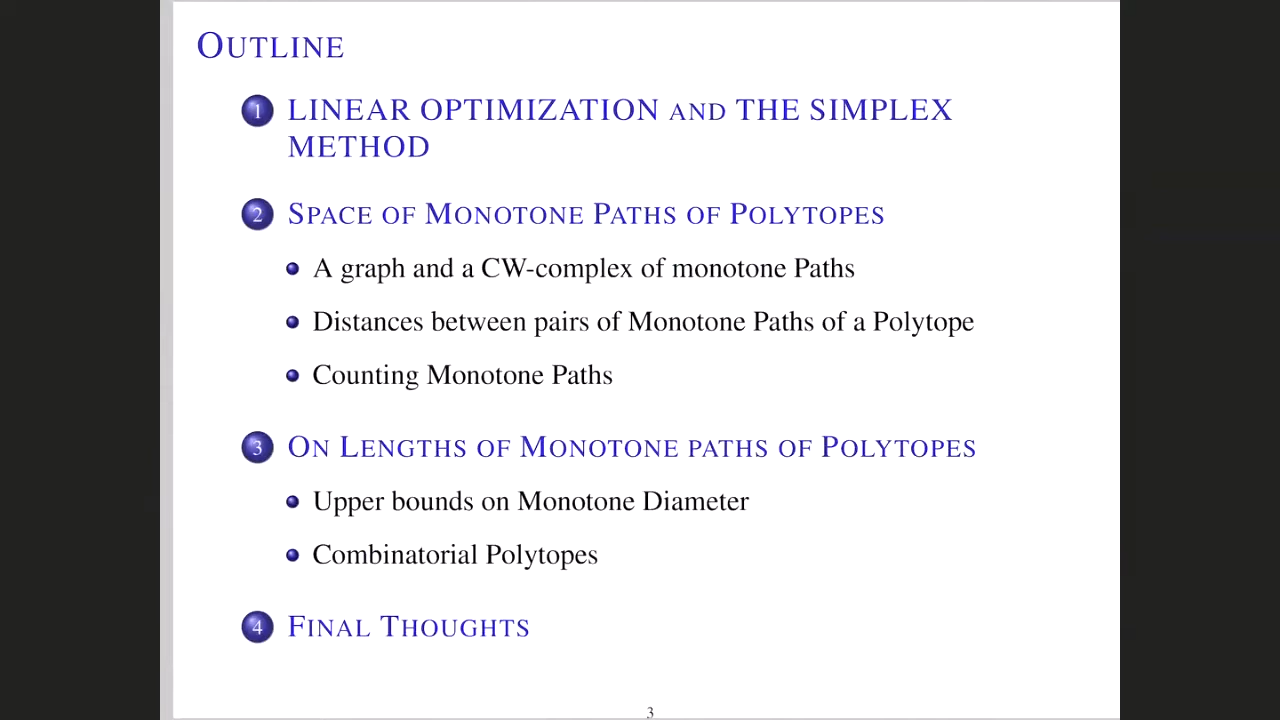 OUTLINE
1 LINEAR OPTIMIZATION AND THE SIMPLEX
METHOD
2 SPACE OF MONOTONE PATHS OF POLYTOPES
A graph and a CW-complex of monotone Paths
Distances between pairs of Monotone Paths of a Polytope
Counting Monotone Paths
3 ON LENGTHS OF MONOTONE PATHS OF POLYTOPES
Upper bounds on Monotone Diameter
Combinatorial Polytopes
4 FINAL THOUGHTS
3